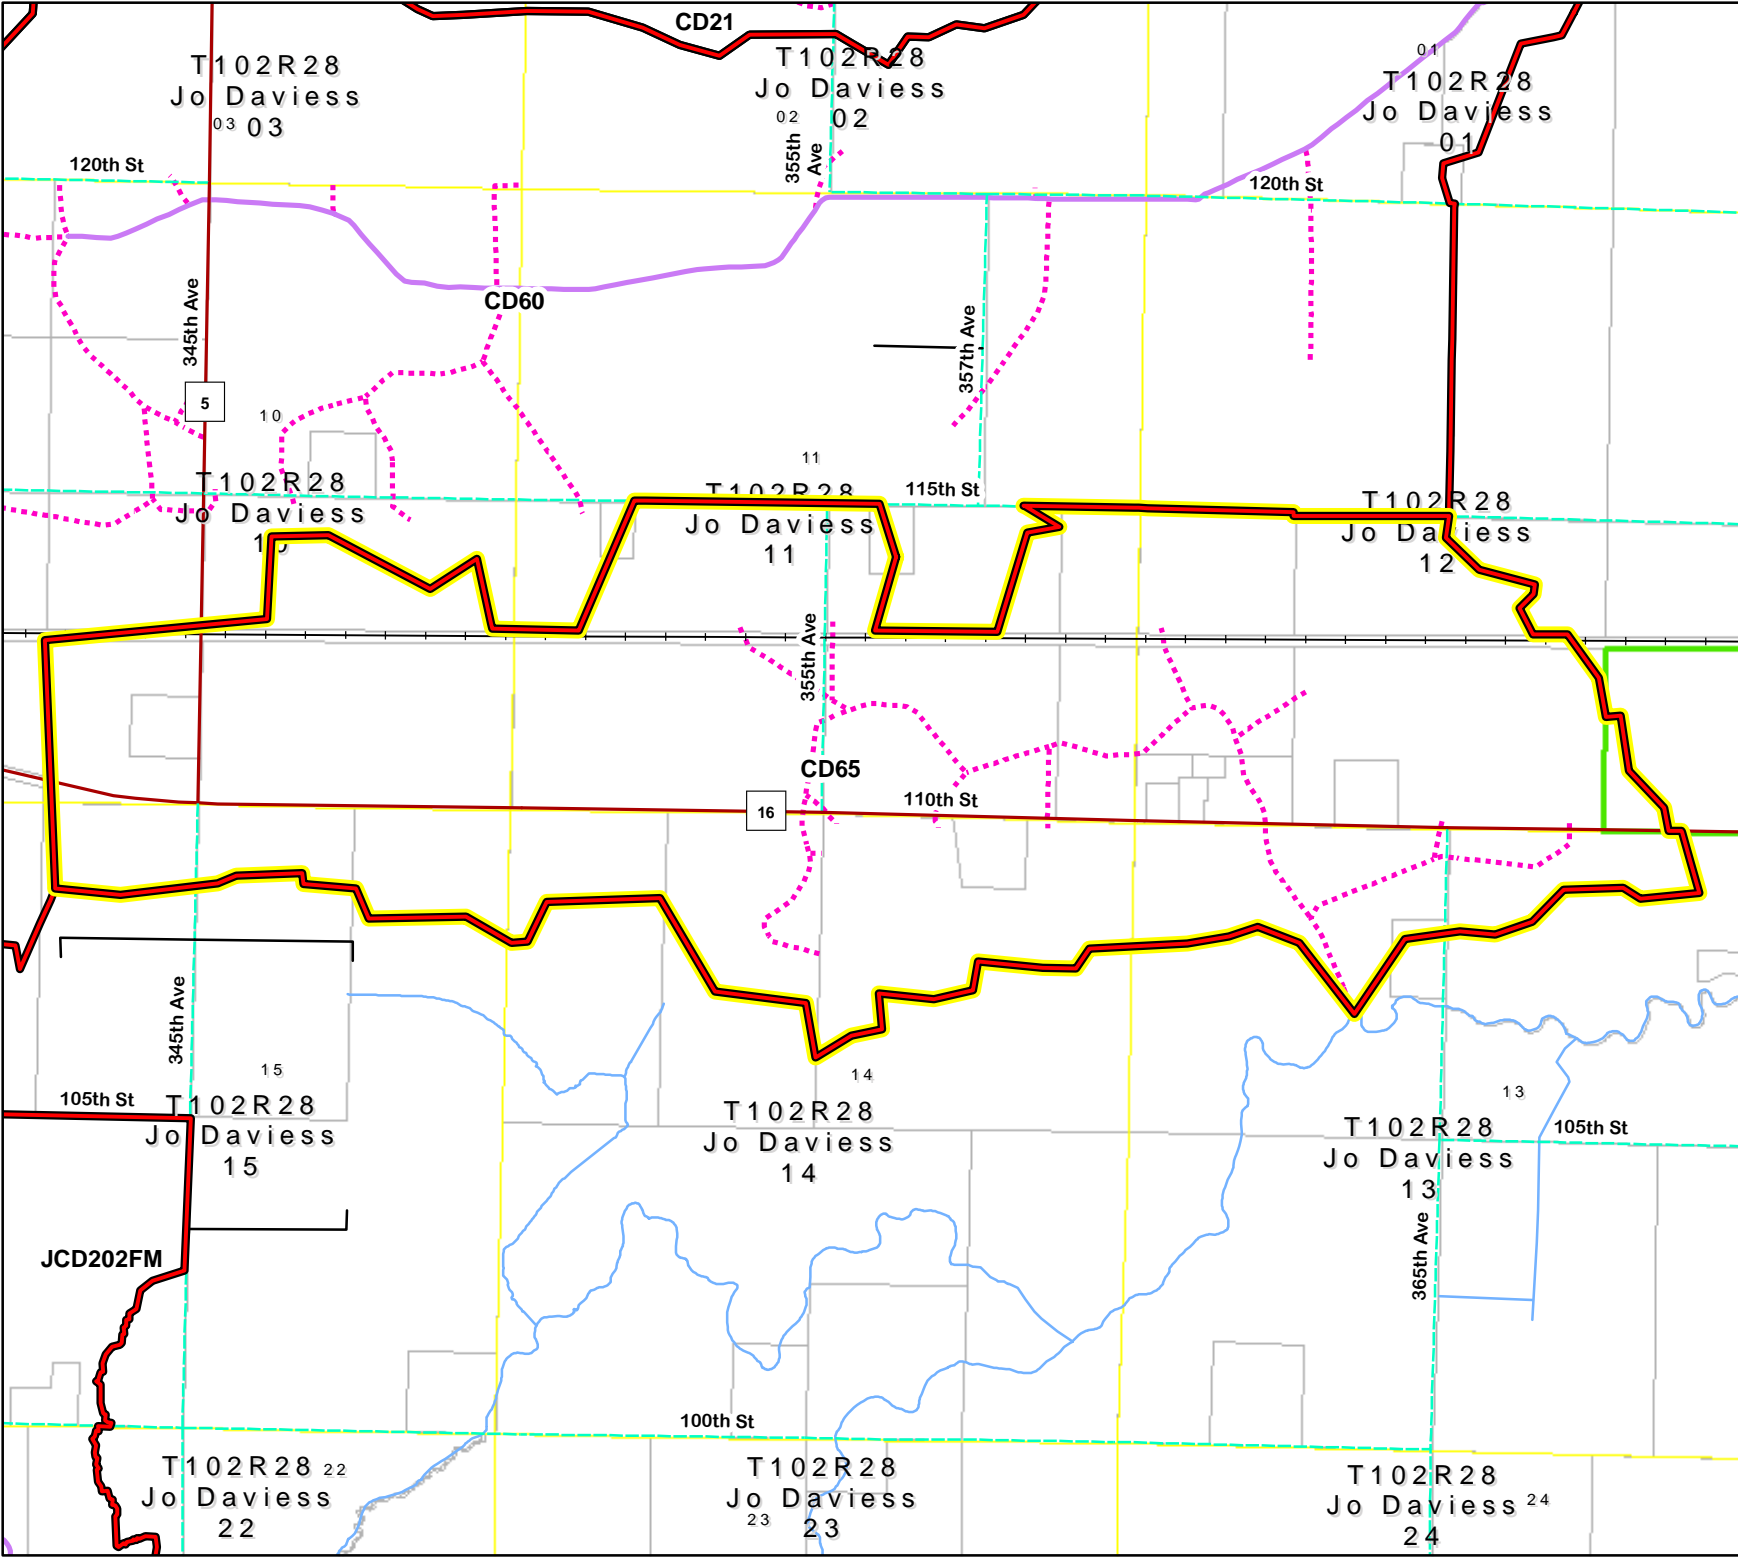 CD21
T102R28
Jo Daviess
03 03
T102R28
Jo Daviess
02 02
01
T102R28
Jo Daviess
01
120th St
355th
Ave
120th St
345th Ave
CD60
357th Ave
5
10
T102R28
Jo Daviess
10
11
T102R28
Jo Daviess
11
115th St
T102R28
Jo Daviess
12
355th Ave
CD65
16
110th St
345th Ave
15
T102R28
Jo Daviess
15
105th St
14
T102R28
Jo Daviess
14
13
T102R28
Jo Daviess
13
105th St
JCD202FM
365th Ave
100th St
T102R28 22
Jo Daviess
22
T102R28
Jo Daviess
23 23
T102R28
Jo Daviess 24
24